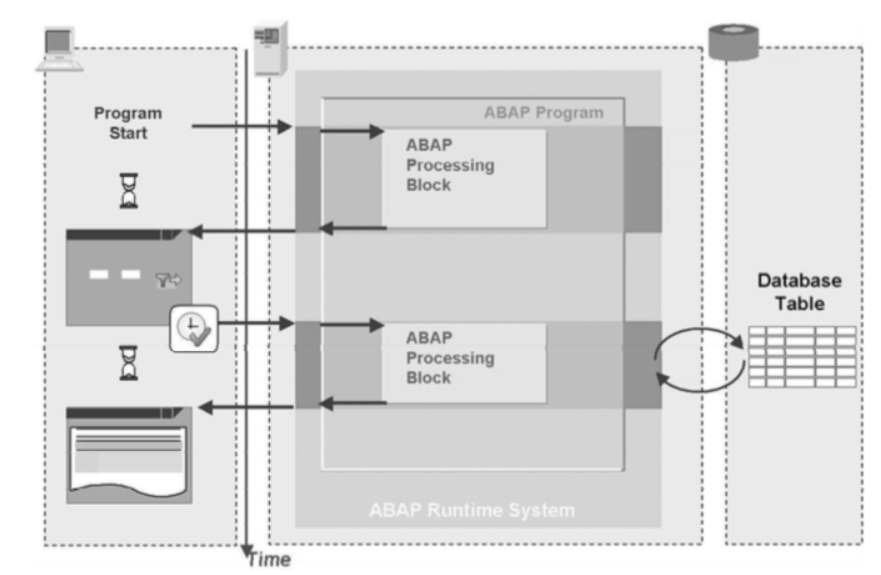 Program
Start
ABAP Program
ABAP
Processing
Block
Database
Table
ABAP
Processing
Block
ABAP Runtime System
Time